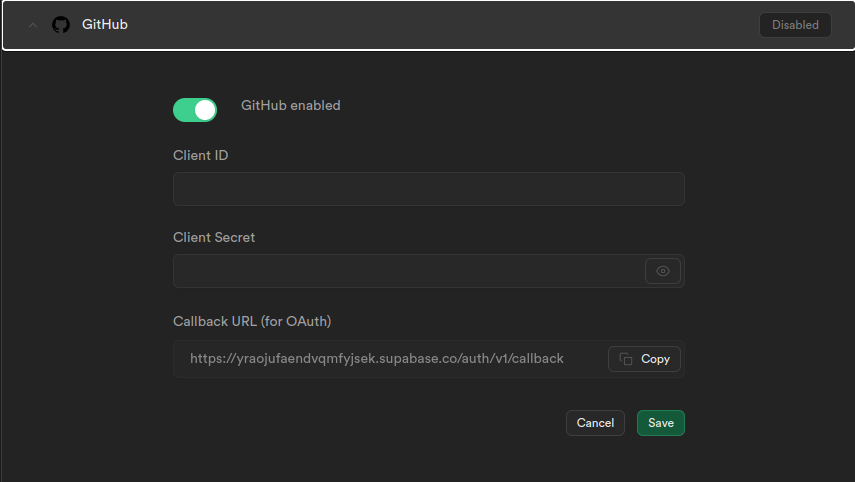 GitHub
Disabled
GitHub enabled
Client ID
Client Secret
Callback URL (for OAuth)
https://yraojufaendvqmfyjsek.supabase.co/auth/v1/callback
Copy
Cancel
Save